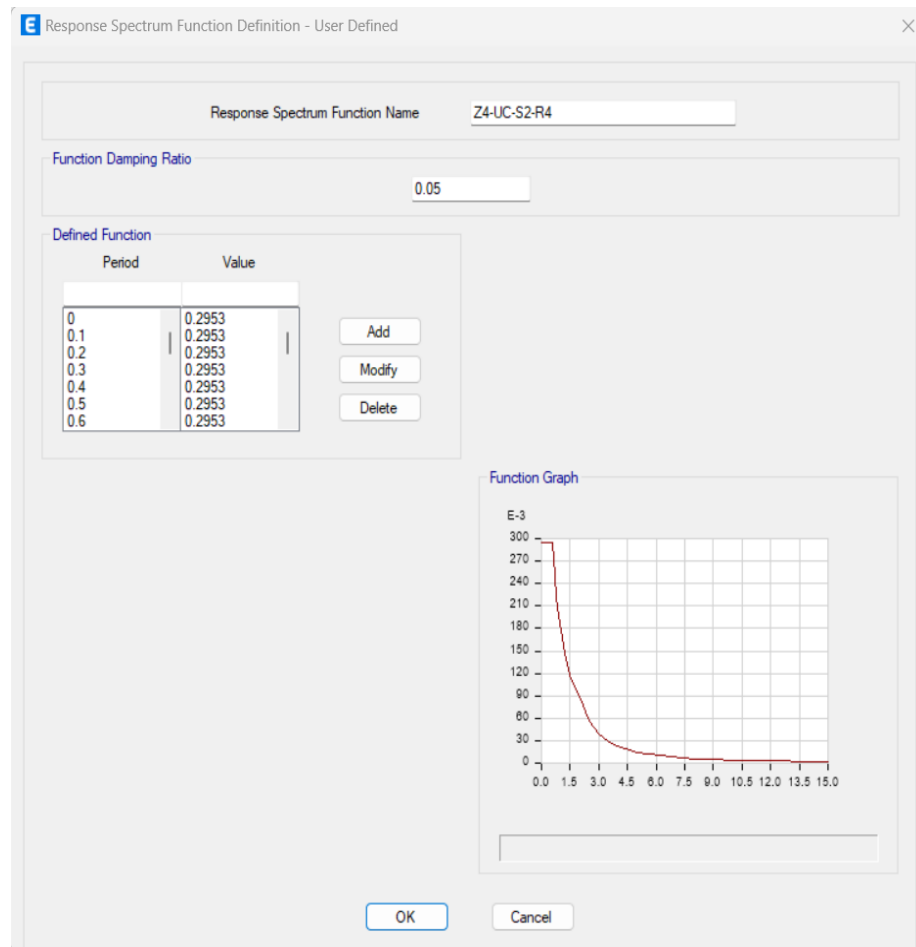 E Response Spectrum Function Definition - User Defined
Response Spectrum Function Name Z4-UC-S2-R4
Function Damping Ratio
0.05
Defined Function
Period Value
0 0.2953
0.1 0.2953
0.2 0.2953
0.3 0.2953
0.4 0.2953
0.5 0.2953
0.6 0.2953
Add
Modify
Delete
Function Graph
E-3
300
270
240
210
180
150
120
90
60
30
0
0.0 1.5 3.0 4.5 6.0 7.5 9.0 10.5 12.0 13.5 15.0
OK Cancel